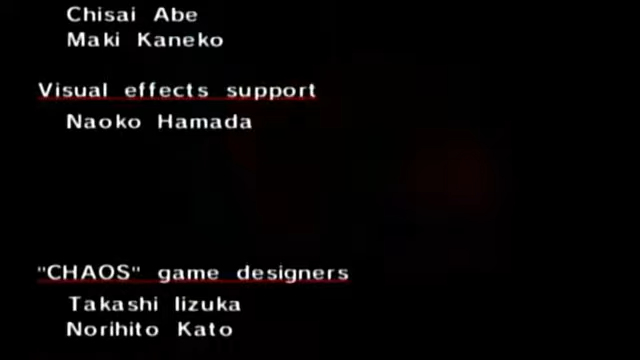 Chisai Abe
Maki Kaneko
Visual effects support
Naoko Hamada
"CHAOS" game designers
Takashi Iizuka
Norihito Kato